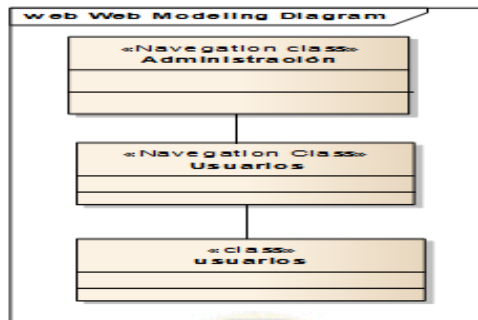 web Web Modeling Diagram
«Navegation class»
Administración
«Navegation Class»
Usuarios
«class»
usuarios